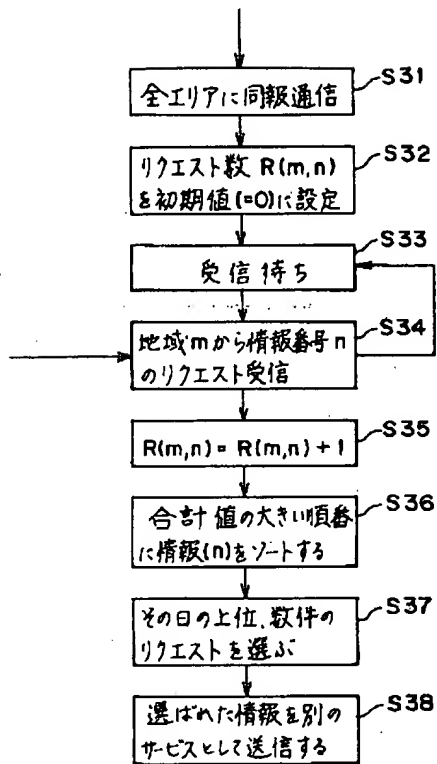 S31
全エリアに同報通信
S32
リクエスト数 R(m,n)
を初期値(=0)に設定
S33
受信待ち
S34
地域mから情報番号n
のリクエスト受信
S35
R(m,n) = R(m,n) + 1
S36
合計値の大きい順番
に情報(n)をソートする
S37
その日の上位、数件の
リクエストを選ぶ
S38
選ばれた情報を別の
サービスとして送信する